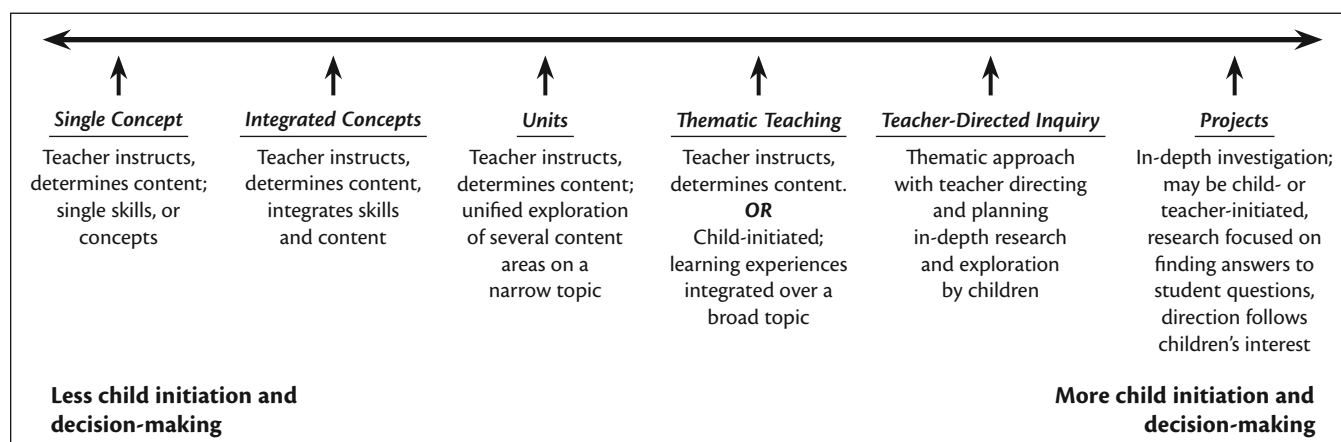 Single Concept
Teacher instructs,
determines content;
single skills, or
concepts
Integrated Concepts
Teacher instructs,
determines content,
integrates skills
and content
Units
Teacher instructs,
determines content;
unified exploration
of several content
areas on a
narrow topic
Thematic Teaching
Teacher instructs,
determines content.
OR
Child-initiated;
learning experiences
integrated over a
broad topic
Teacher-Directed Inquiry
Thematic approach
with teacher directing
and planning
in-depth research
and exploration
by children
Projects
In-depth investigation;
may be child- or
teacher-initiated,
research focused on
finding answers to
student questions,
direction follows
children’s interest
Less child initiation and
decision-making
More child initiation and
decision-making